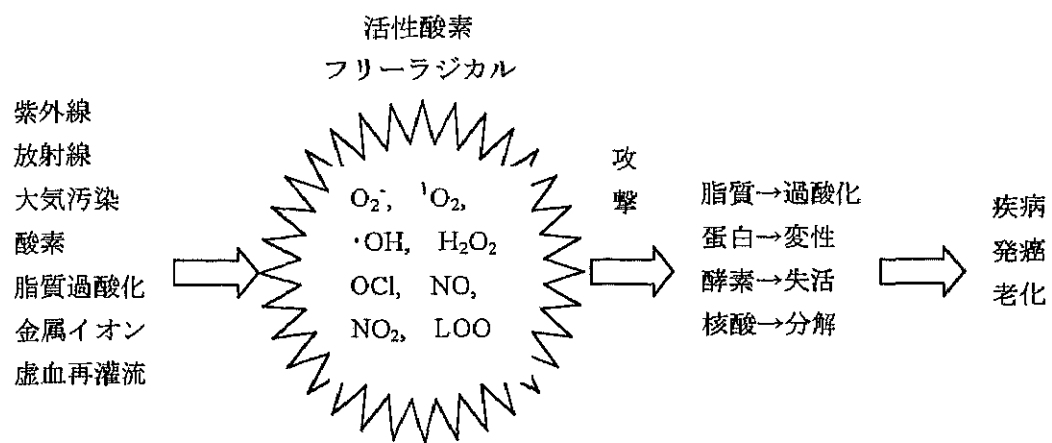 活性酸素
フリーラジカル
紫外線
放射線
大気汚染
酸素
脂質過酸化
金属イオン
虚血再灌流
O₂⁻, ¹O₂,
·OH, H₂O₂
OCl, NO,
NO₂, LOO
攻
撃
脂質→過酸化
蛋白→変性
酵素→失活
核酸→分解
疾病
発癌
老化